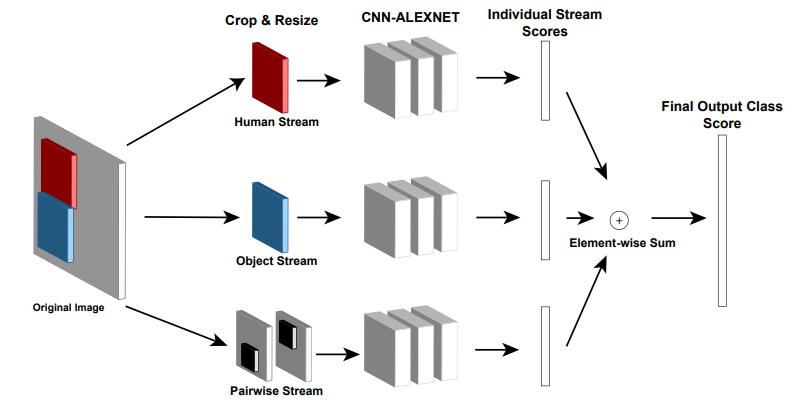 Crop & Resize
CNN-ALEXNET
Individual Stream
Scores
Human Stream
Final Output Class
Score
Object Stream
+
Element-wise Sum
Original Image
Pairwise Stream